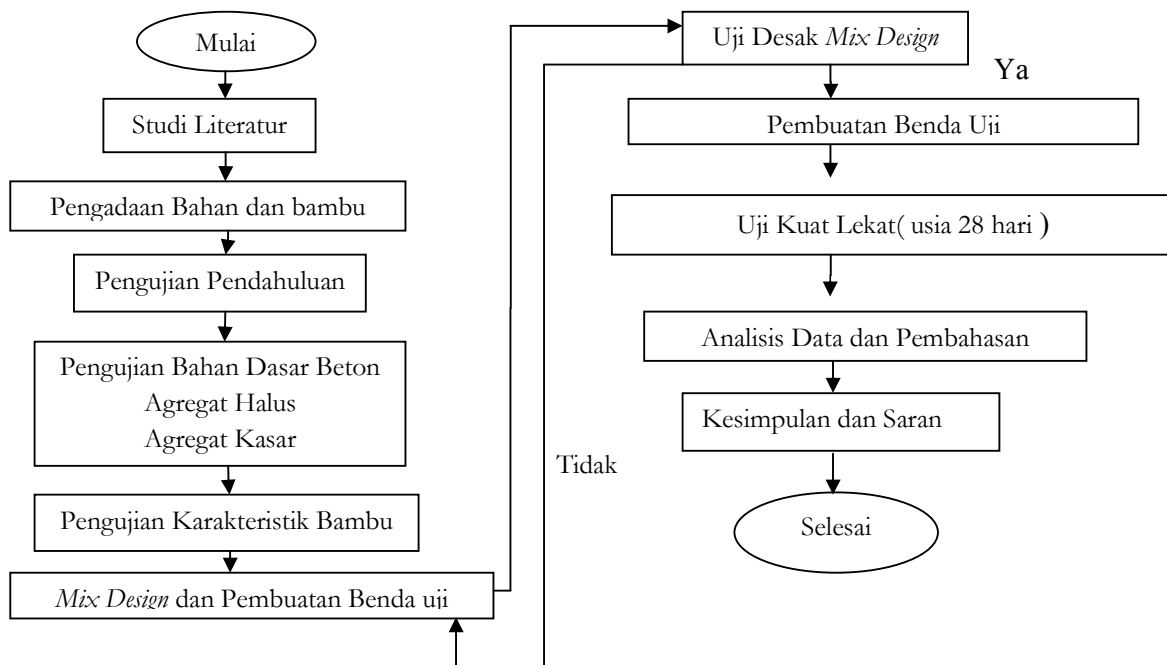 Mulai
Studi Literatur
Pengadaan Bahan dan bambu
Pengujian Pendahuluan
Pengujian Bahan Dasar Beton
Agregat Halus
Agregat Kasar
Pengujian Karakteristik Bambu
Mix Design dan Pembuatan Benda uji
Uji Desak Mix Design
Ya
Pembuatan Benda Uji
Uji Kuat Lekat( usia 28 hari )
Analisis Data dan Pembahasan
Kesimpulan dan Saran
Tidak
Selesai